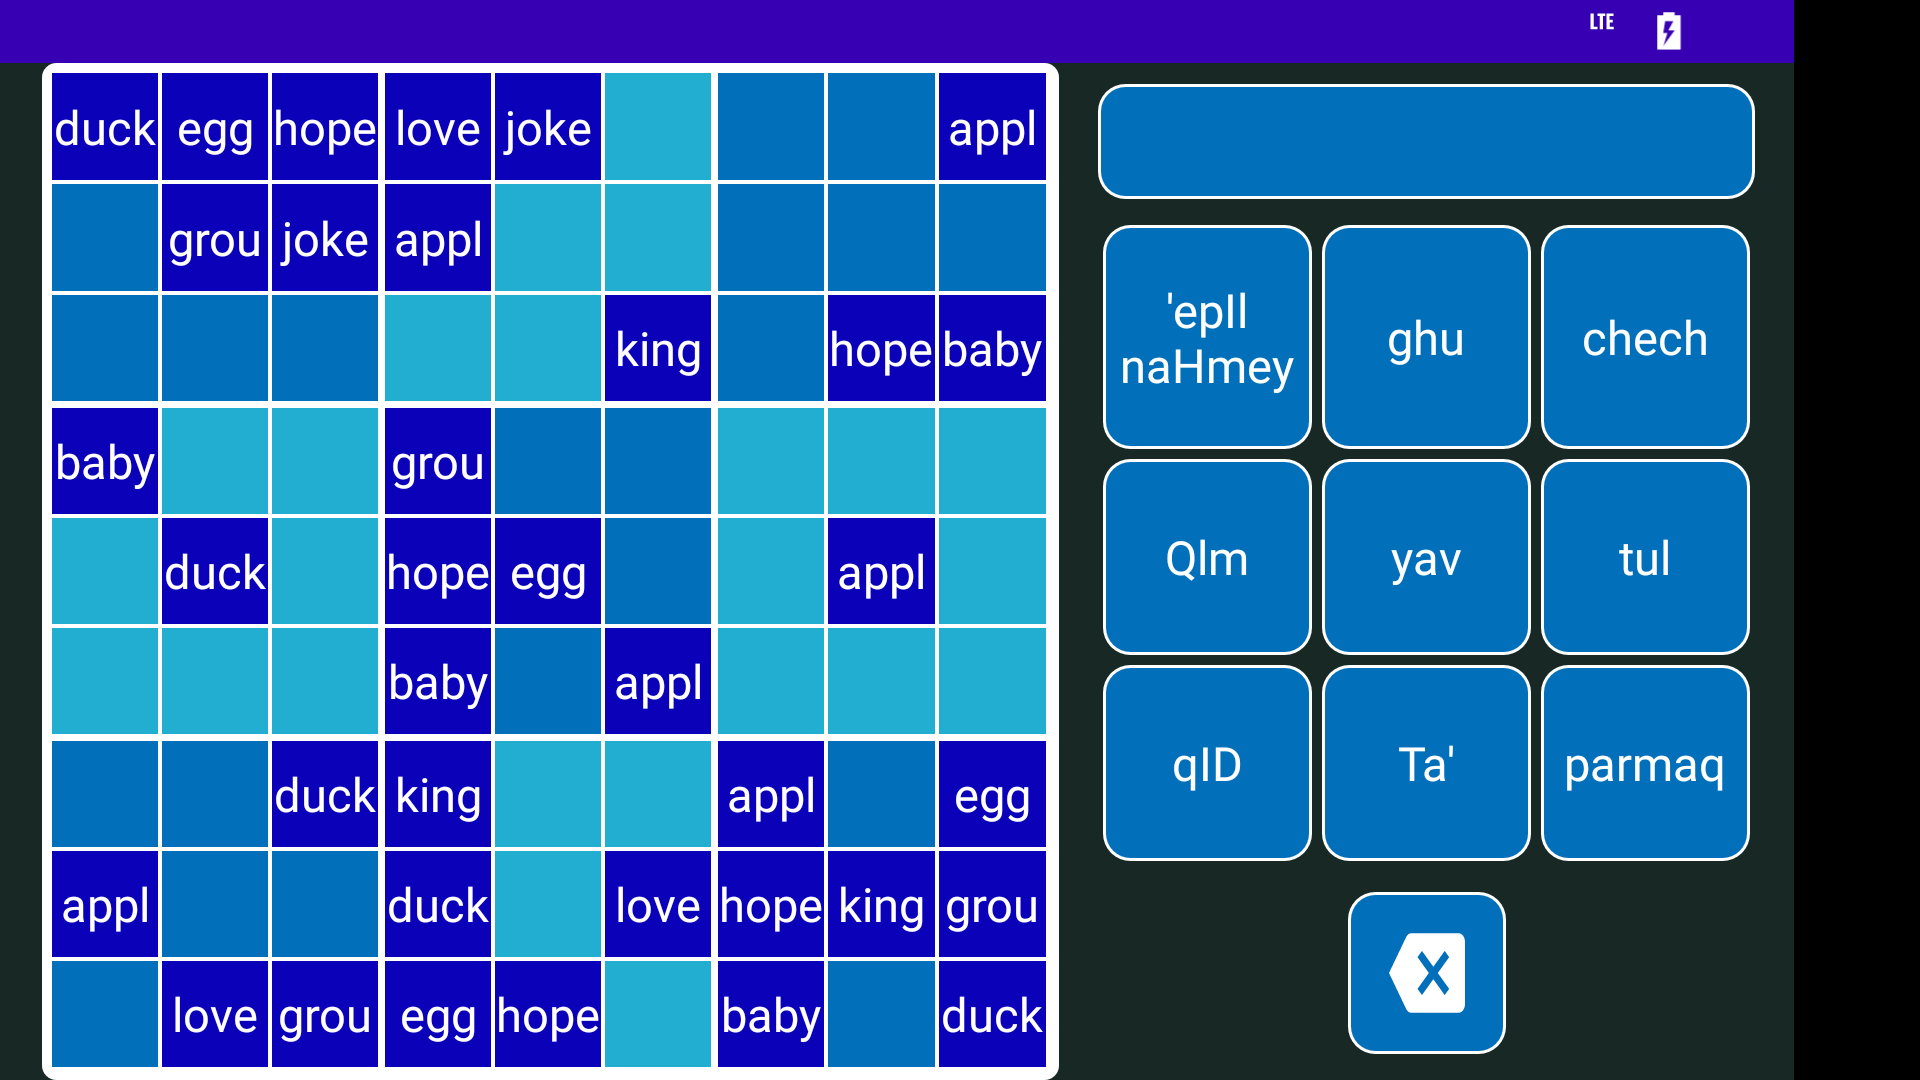 LTE
duck egg hope love joke appl
grou joke appl
king hope baby
baby grou
duck hope egg appl
baby appl
duck king appl egg
appl duck love hope king grou
love grou egg hope baby duck
'epIl
naHmey
ghu
chech
QIm
yav
tul
qID
Ta'
parmaq
X